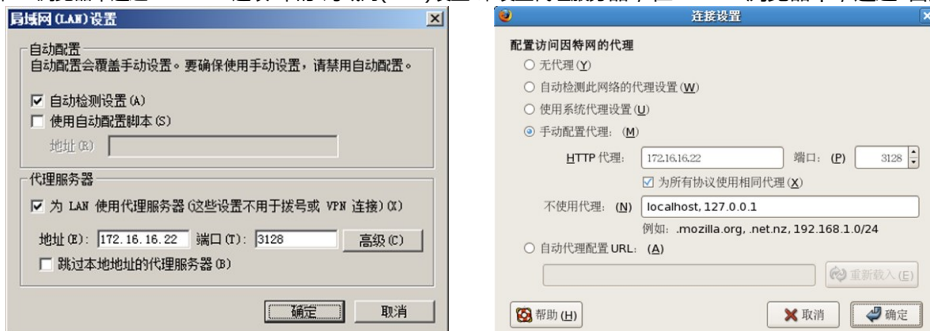 局域网(LAN)设置
自动配置
自动配置会覆盖手动设置。要确保使用手动设置，请禁用自动配置。
自动检测设置(A)
使用自动配置脚本(S)
地址(R)
代理服务器
为 LAN 使用代理服务器(这些设置不用于拨号或 VPN 连接)(X)
地址(E): 172.16.16.22 端口(T): 3128 高级(C)
跳过本地地址的代理服务器(B)
确定 取消
连接设置
配置访问因特网的代理
无代理(Y)
自动检测此网络的代理设置(W)
使用系统代理设置(U)
手动配置代理: (M)
HTTP 代理: 172.16.16.22 端口: (P) 3128
为所有协议使用相同代理(X)
不使用代理: (N) localhost, 127.0.0.1
例如: .mozilla.org, .net.nz, 192.168.1.0/24
自动代理配置 URL: (A)
重新载入(E)
帮助(H) 取消 确定